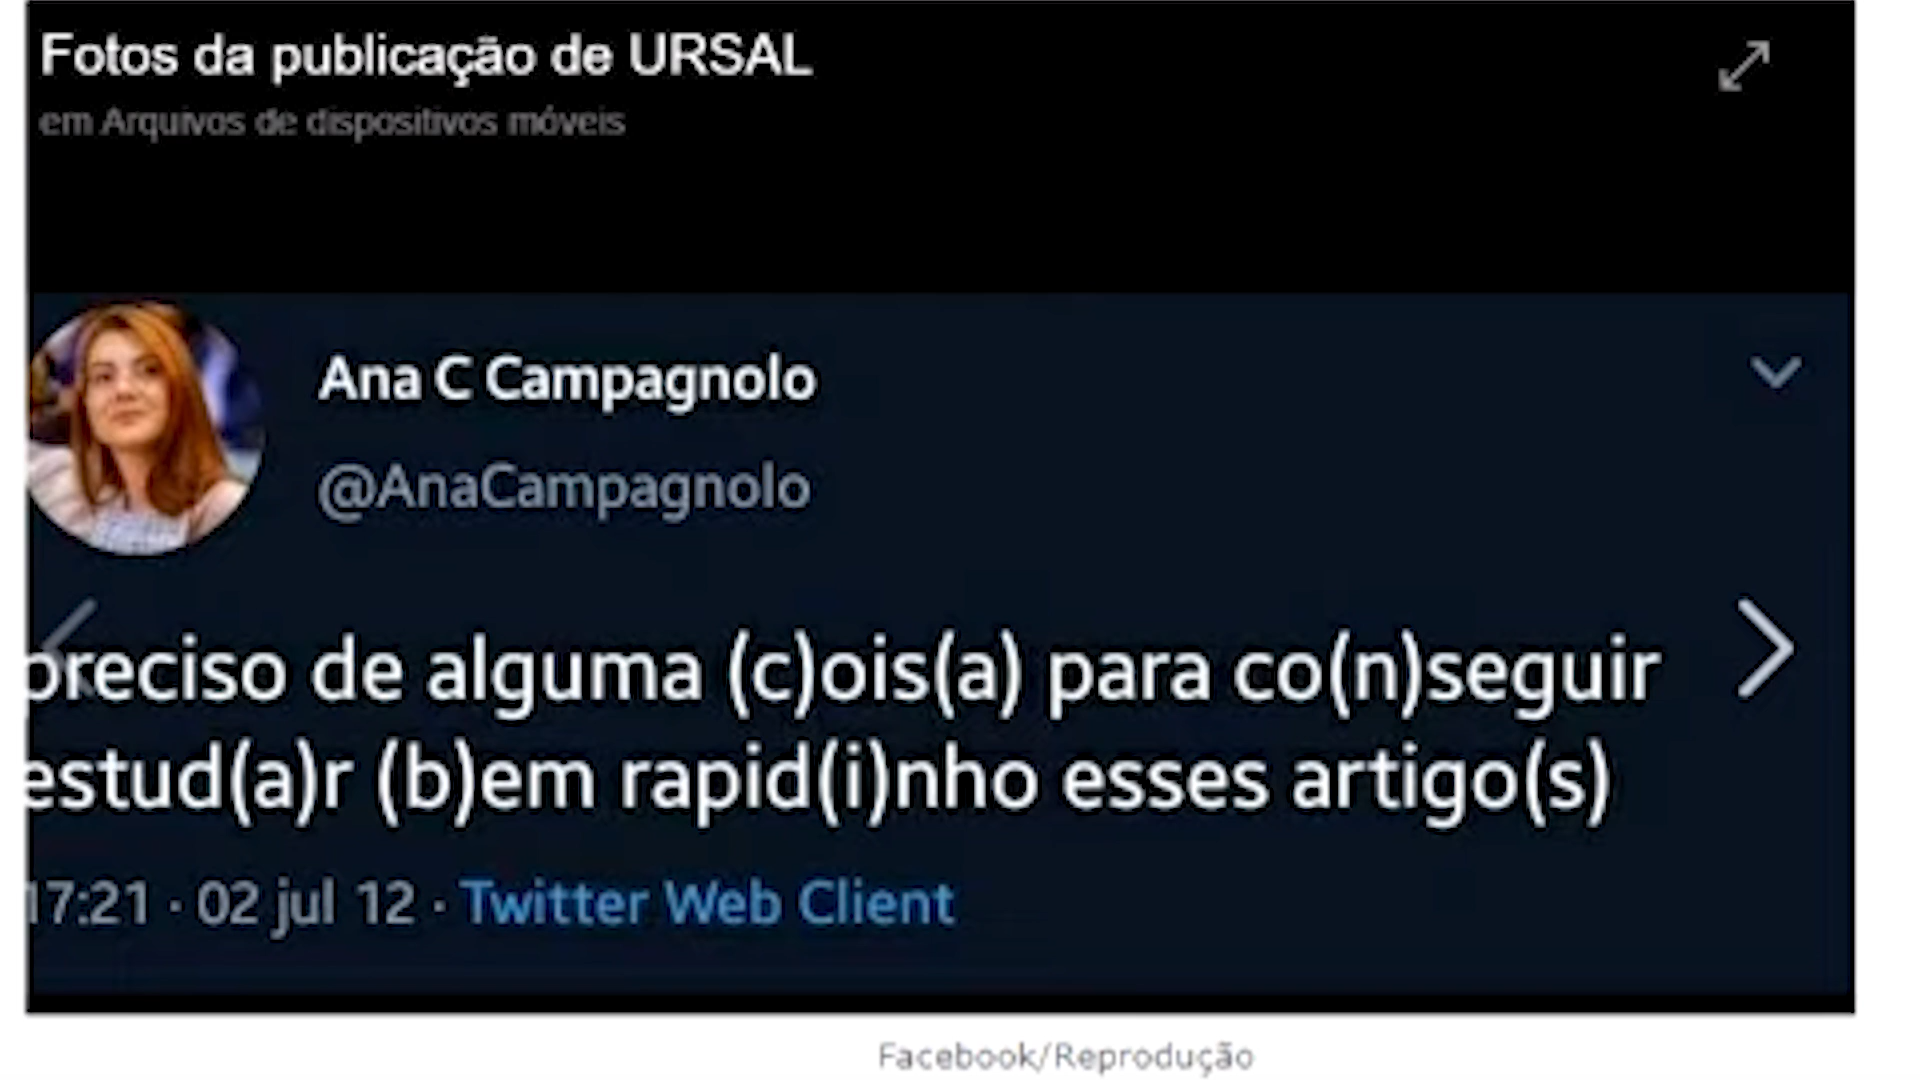 Fotos da publicação de URSAL
em Arquivos de dispositivos móveis
Ana C Campagnolo
@AnaCampagnolo
preciso de alguma (c)ois(a) para co(n)seguir
estud(a)r (b)em rapid(i)nho esses artigo(s)
17:21 · 02 jul 12 · Twitter Web Client
Facebook/Reprodução